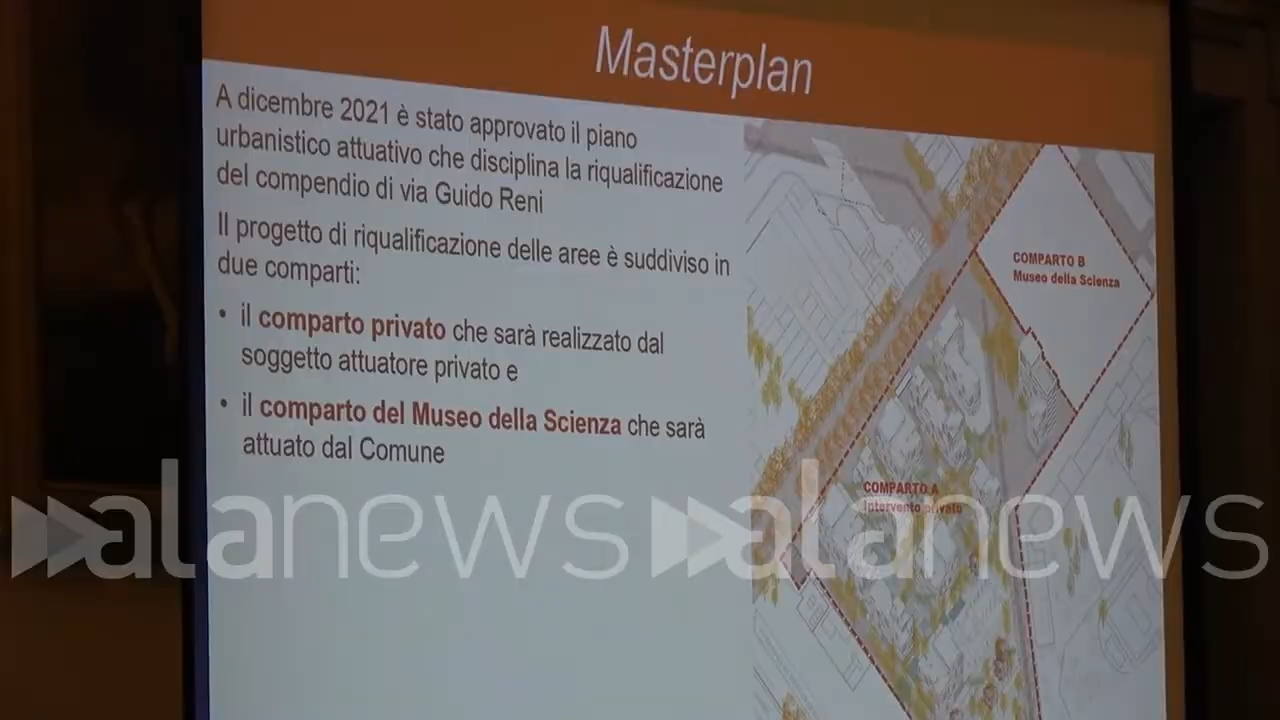 Masterplan
A dicembre 2021 è stato approvato il piano
urbanistico attuativo che disciplina la riqualificazione
del compendio di via Guido Reni
Il progetto di riqualificazione delle aree è suddiviso in
due comparti:
• il comparto privato che sarà realizzato dal
soggetto attuatore privato e
• il comparto del Museo della Scienza che sarà
attuato dal Comune
COMPARTO B
Museo della Scienza
COMPARTO A
Intervento privato
alanews alanews